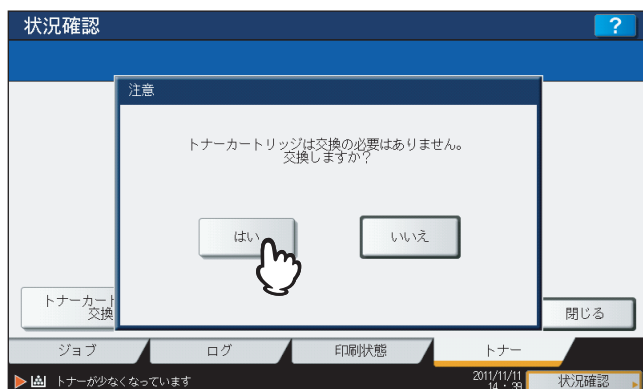 状況確認
?
注意
トナーカートリッジは交換の必要はありません。
交換しますか?
はい
いいえ
トナーカート
交換
閉じる
ジョブ
ログ
印刷状態
トナー
トナーが少なくなっています
2011/11/11
14 : 39
状況確認